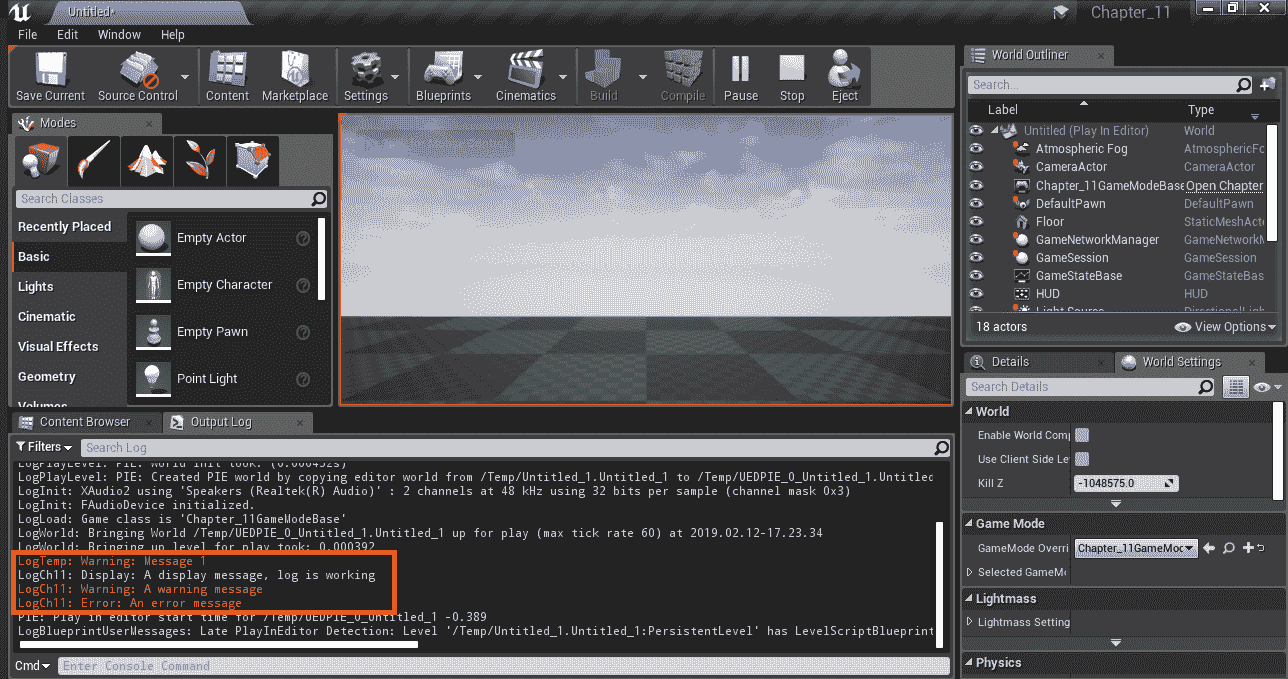 Untitled*
Chapter_11
File Edit Window Help
Save Current Source Control Content Marketplace Settings Blueprints Cinematics Build Compile Pause Stop Eject
Modes
Search Classes
Recently Placed
Basic
Lights
Cinematic
Visual Effects
Geometry
Volumes
Empty Actor
Empty Character
Empty Pawn
Point Light
World Outliner
Search...
Label Type
Untitled (Play In Editor) World
Atmospheric Fog AtmosphericFo
CameraActor CameraActor
Chapter_11GameModeBase Open Chapter
DefaultPawn DefaultPawn
Floor StaticMeshActo
GameNetworkManager GameNetworkM
GameSession GameSession
GameStateBase GameStateBas
HUD HUD
Light Source DirectionalLigh
18 actors View Options
Details World Settings
Search Details
World
Enable World Comp
Use Client Side Le
Kill Z -1048575.0
Game Mode
GameMode Overri Chapter_11GameMoc
Selected GameMo
Lightmass
Lightmass Setting
Physics
Content Browser Output Log
Filters Search Log
LogPlayLevel: PIE: World init took: (0.000452s)
LogPlayLevel: PIE: Created PIE world by copying editor world from /Temp/Untitled_1.Untitled_1 to /Temp/UEDPIE_0_Untitled_1.Untitled
LogInit: XAudio2 using 'Speakers (Realtek(R) Audio)' : 2 channels at 48 kHz using 32 bits per sample (channel mask 0x3)
LogInit: FAudioDevice initialized.
LogLoad: Game class is 'Chapter_11GameModeBase'
LogWorld: Bringing World /Temp/UEDPIE_0_Untitled_1.Untitled_1 up for play (max tick rate 60) at 2019.02.12-17.23.34
LogWorld: Bringing up level for play took: 0.000392
LogTemp: Warning: Message 1
LogCh11: Display: A display message, log is working
LogCh11: Warning: A warning message
LogCh11: Error: An error message
PIE: Play in editor start time for /Temp/UEDPIE_0_Untitled_1 -0.389
LogBlueprintUserMessages: Late PlayInEditor Detection: Level '/Temp/Untitled_1.Untitled_1:PersistentLevel' has LevelScriptBlueprint
Cmd Enter Console Command